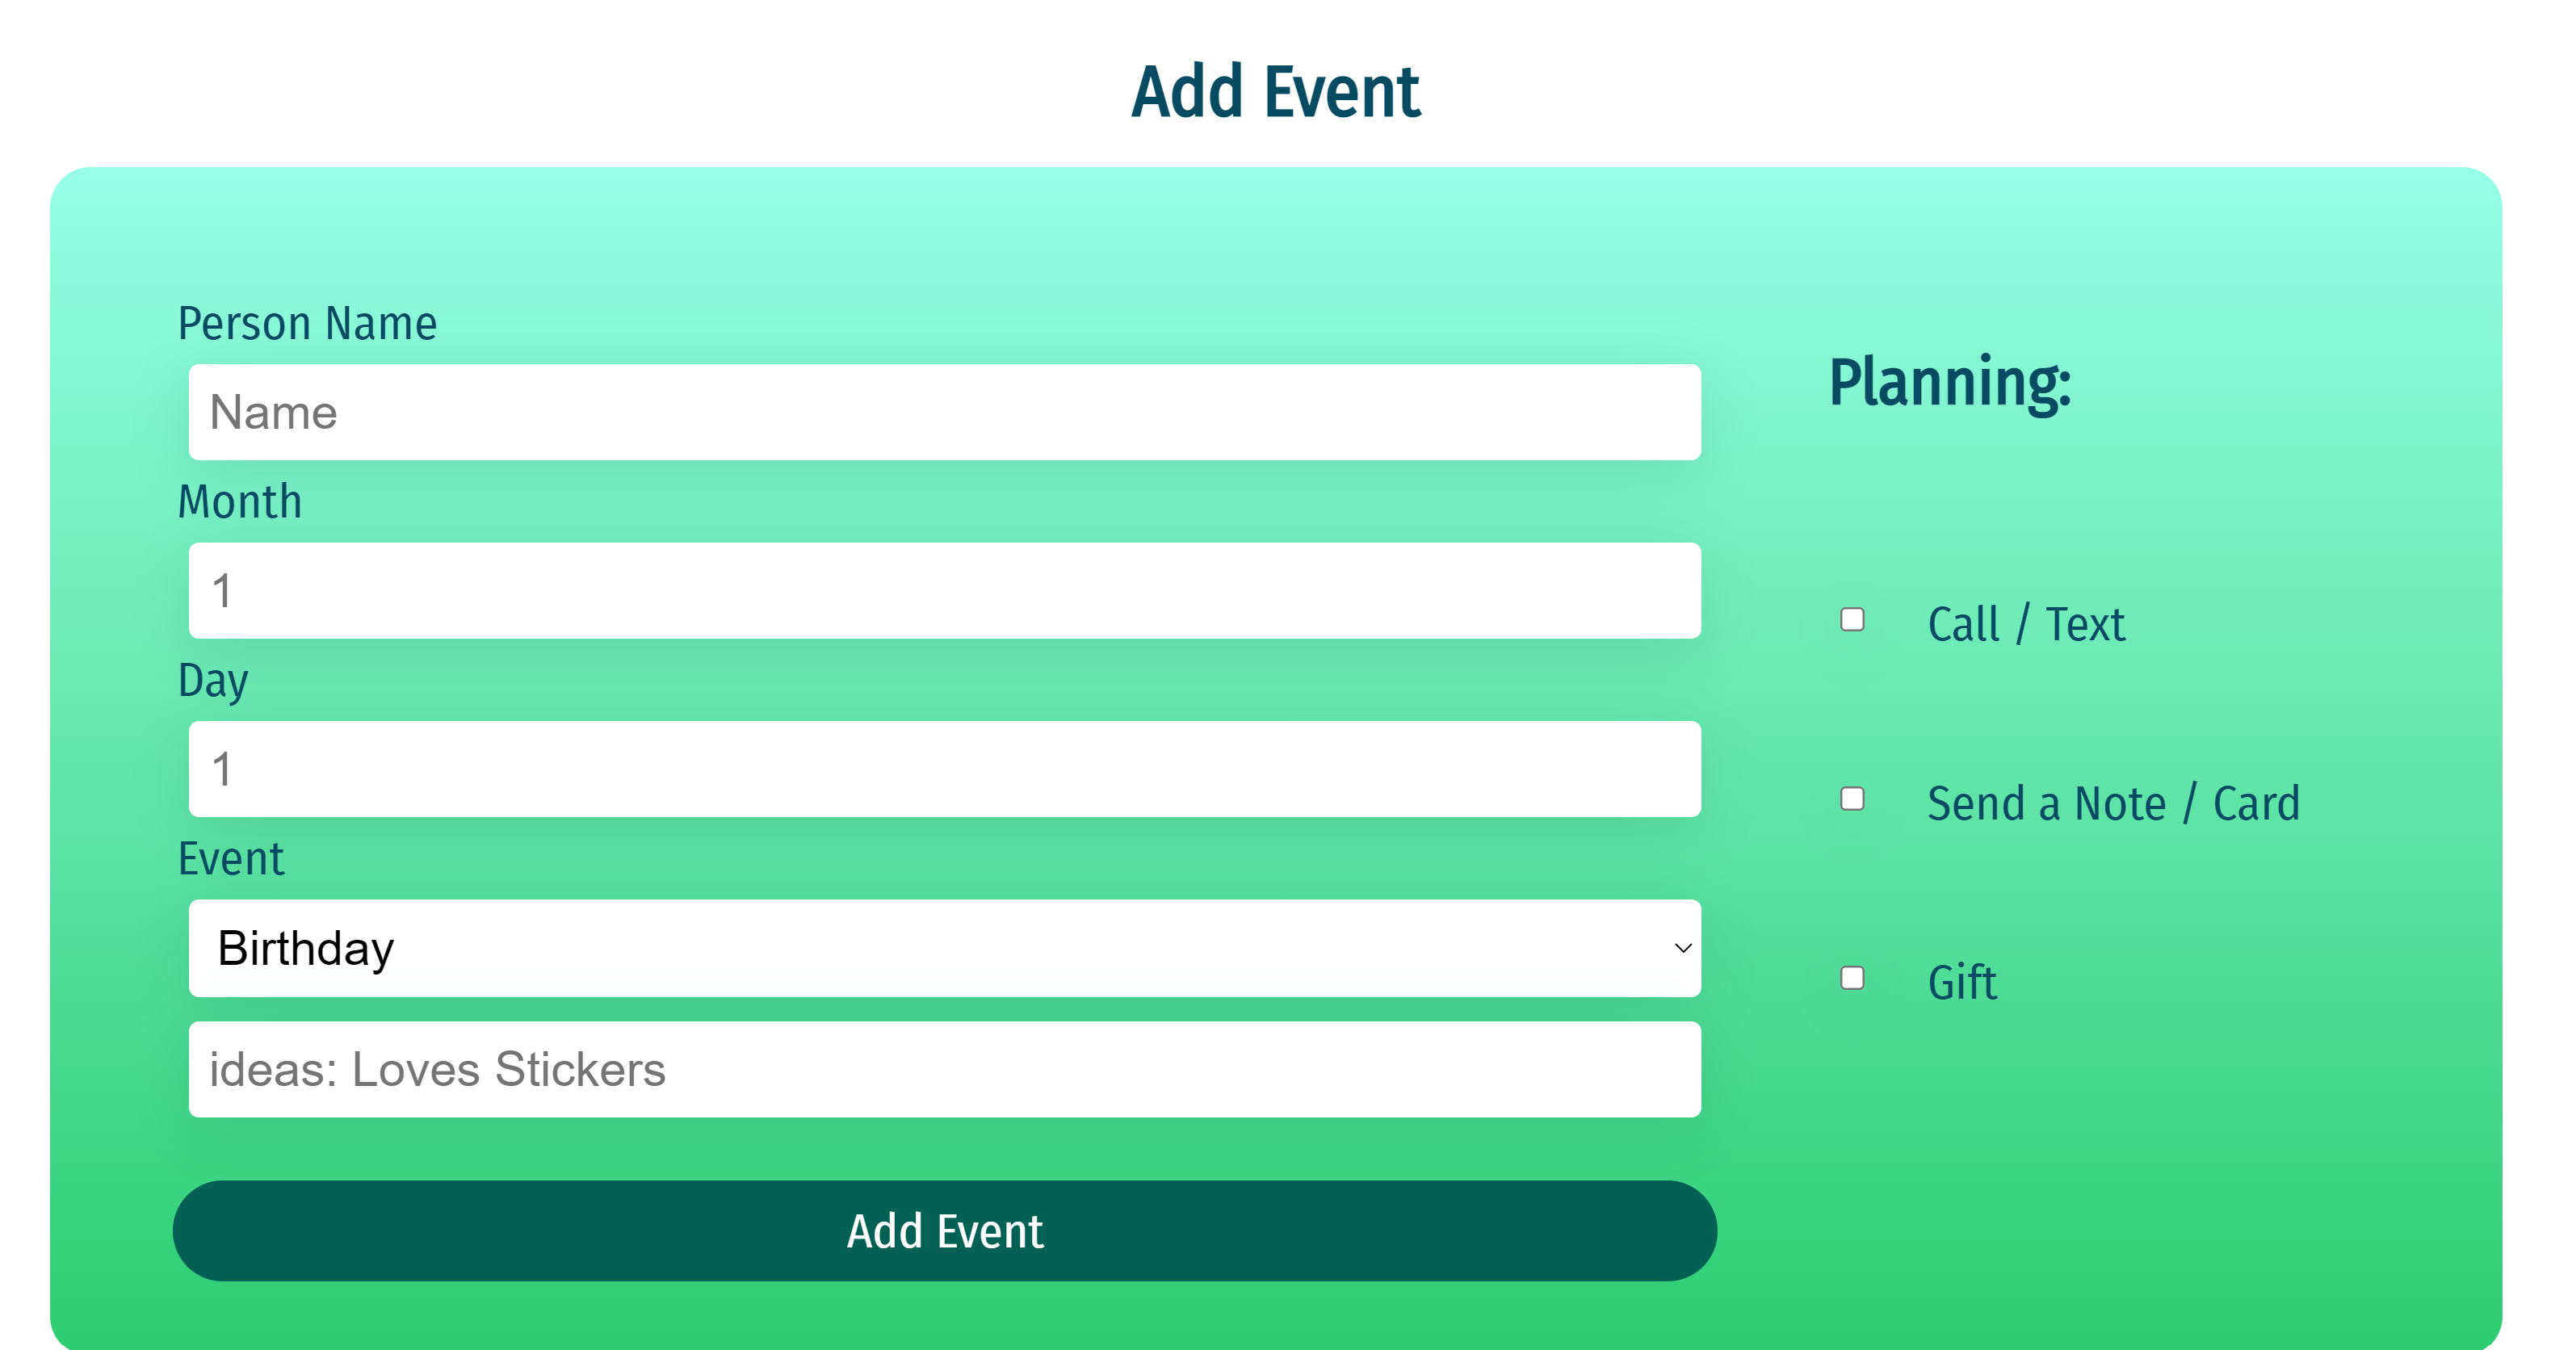 Add Event
Person Name
Name
Month
1
Day
1
Event
Birthday
ideas: Loves Stickers
Add Event
Planning:
Call / Text
Send a Note / Card
Gift